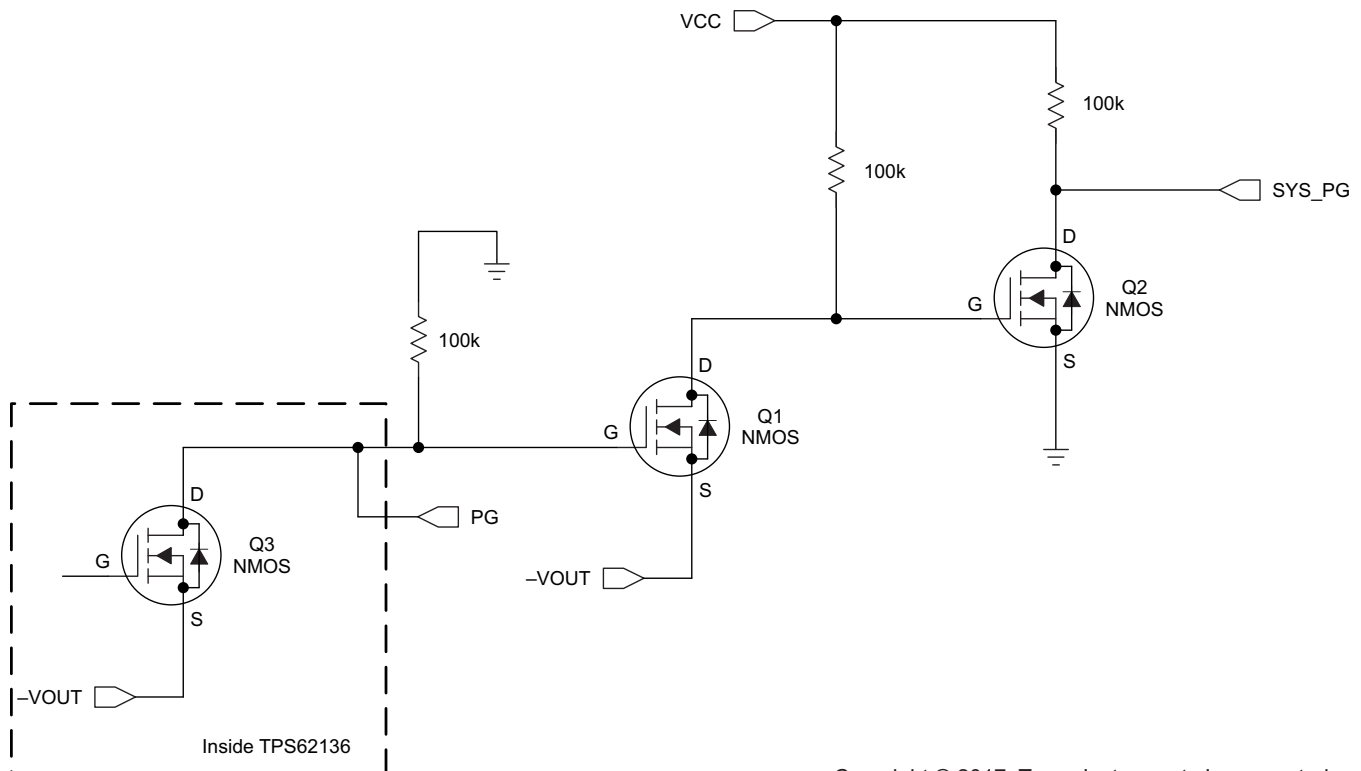 VCC
100k
100k
SYS_PG
D
G
Q2
NMOS
S
100k
D
G
Q1
NMOS
S
D
G
Q3
NMOS
S
PG
–VOUT
–VOUT
Inside TPS62136